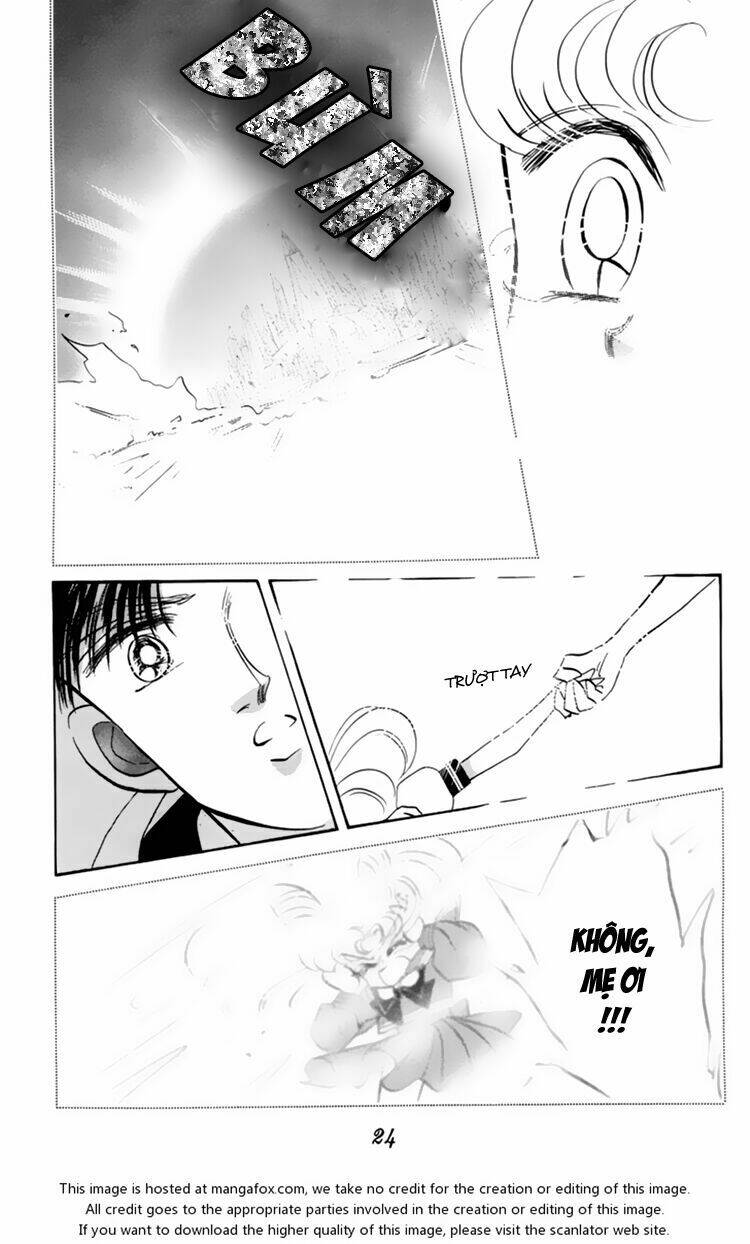 BÙM
TRƯỢT TAY
KHÔNG,
MẸ ƠI
!!!
24
This image is hosted at mangafox.com, we take no credit for the creation or editing of this image.
All credit goes to the appropriate parties involved in the creation or editing of this image.
If you want to download the higher quality of this image, please visit the scanlator web site.